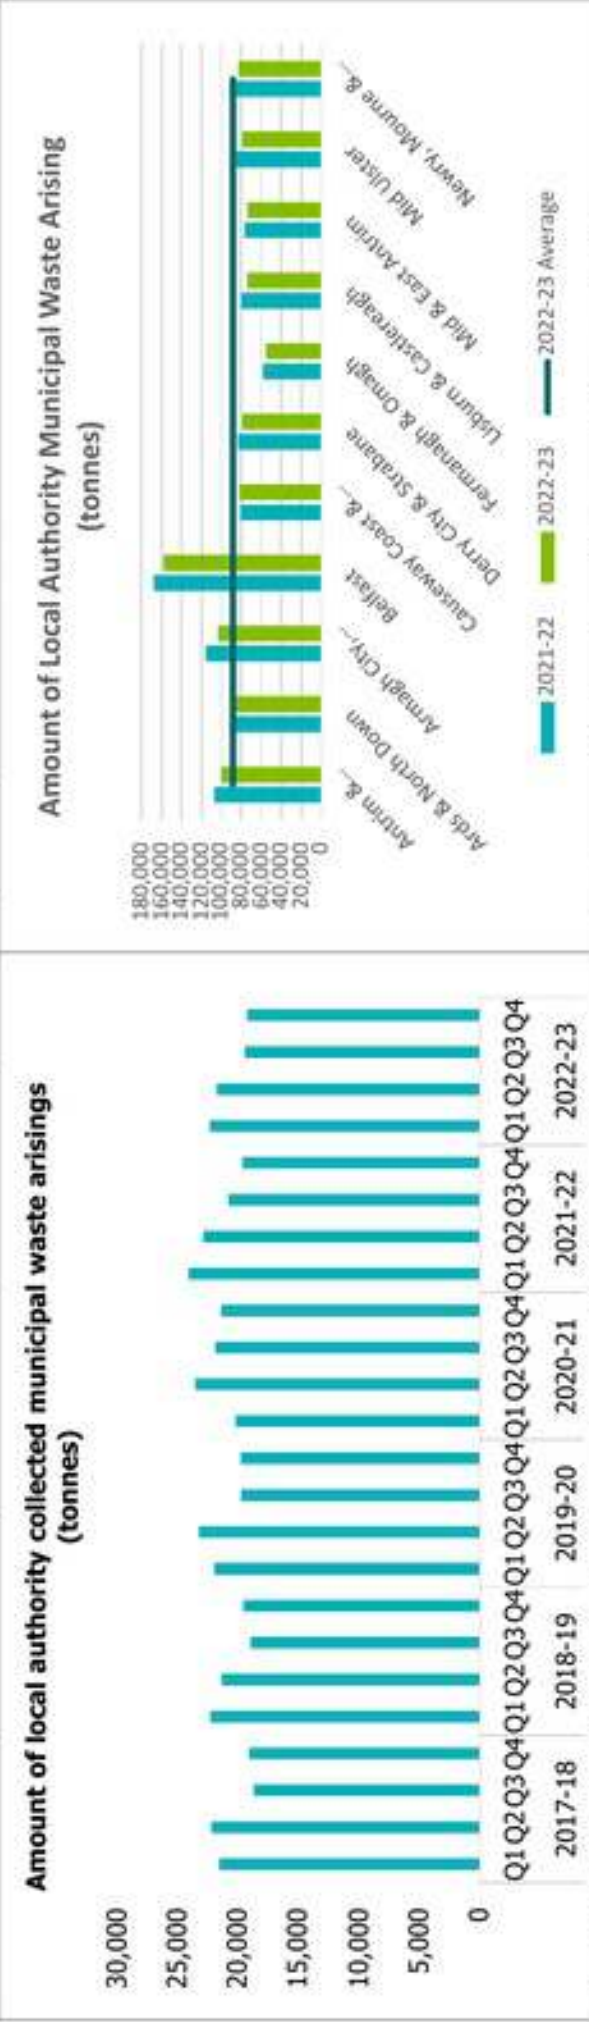 Amount of local authority collected municipal waste arisings
(tonnes)
30,000
25,000
20,000
15,000
10,000
5,000
0
Q1 Q2 Q3 Q4 Q1 Q2 Q3 Q4 Q1 Q2 Q3 Q4 Q1 Q2 Q3 Q4 Q1 Q2 Q3 Q4 Q1 Q2 Q3 Q4
2017-18 2018-19 2019-20 2020-21 2021-22 2022-23
Amount of Local Authority Municipal Waste Arising
(tonnes)
180,000
160,000
140,000
120,000
100,000
80,000
60,000
40,000
20,000
0
Antrim &...
Ards & North Down
Armagh City,...
Belfast
Causeway Coast &...
Derry City & Strabane
Fermanagh & Omagh
Lisburn & Castlereagh
Mid & East Antrim
Mid Ulster
Newry, Mourne &...
2021-22 2022-23 2022-23 Average